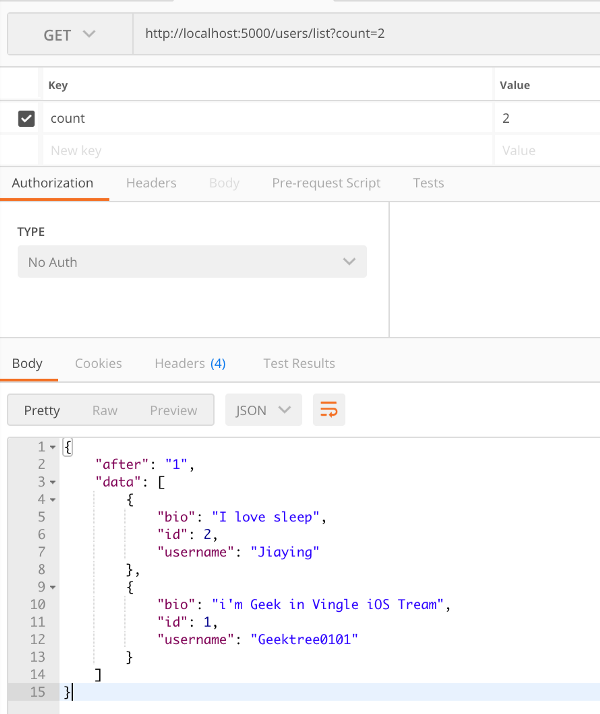 GET http://localhost:5000/users/list?count=2
Key Value
count 2
New key Value
Authorization Headers Body Pre-request Script Tests
TYPE
No Auth
Body Cookies Headers (4) Test Results
Pretty Raw Preview JSON
1 {
2 "after": "1",
3 "data": [
4 {
5 "bio": "I love sleep",
6 "id": 2,
7 "username": "Jiaying"
8 },
9 {
10 "bio": "i'm Geek in Vingle iOS Tream",
11 "id": 1,
12 "username": "Geektree0101"
13 }
14 ]
15 }